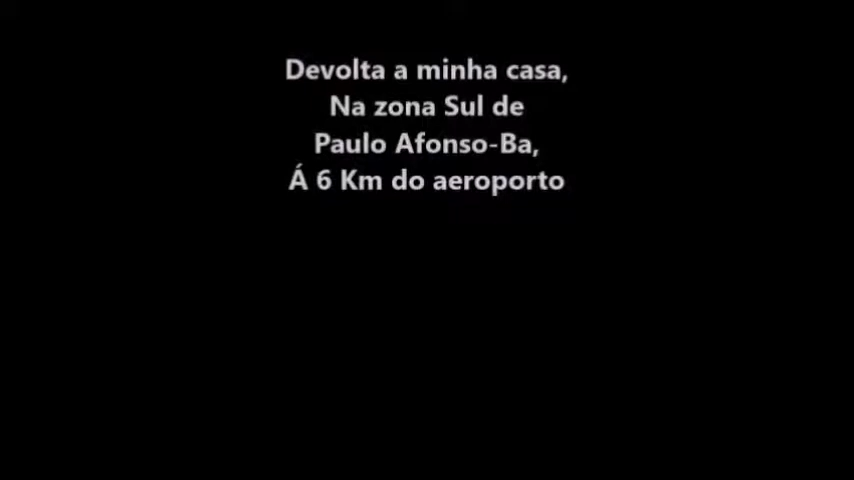 Devolta a minha casa,
Na zona Sul de
Paulo Afonso-Ba,
Á 6 Km do aeroporto